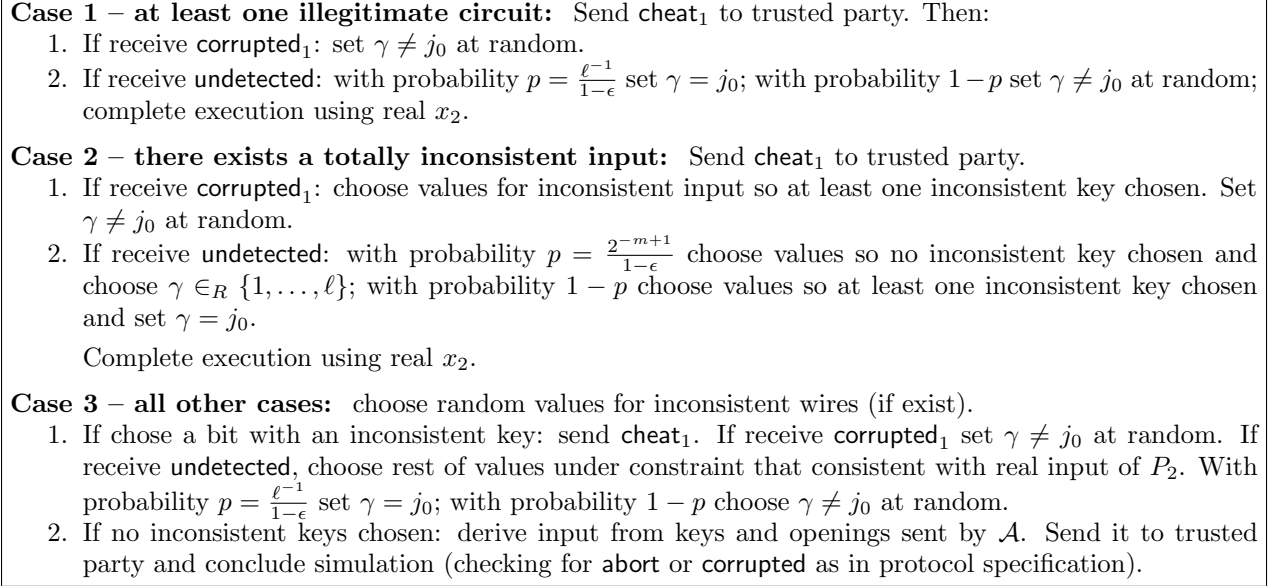 Case 1 – at least one illegitimate circuit: Send cheat₁ to trusted party. Then:
1. If receive corrupted₁: set γ ≠ j₀ at random.
2. If receive undetected: with probability p = ℓ⁻¹/(1−ϵ) set γ = j₀; with probability 1−p set γ ≠ j₀ at random;
complete execution using real x₂.
Case 2 – there exists a totally inconsistent input: Send cheat₁ to trusted party.
1. If receive corrupted₁: choose values for inconsistent input so at least one inconsistent key chosen. Set
γ ≠ j₀ at random.
2. If receive undetected: with probability p = 2⁻ᵐ⁺¹/(1−ϵ) choose values so no inconsistent key chosen and
choose γ ∈_R {1, . . . , ℓ}; with probability 1 − p choose values so at least one inconsistent key chosen
and set γ = j₀.
Complete execution using real x₂.
Case 3 – all other cases: choose random values for inconsistent wires (if exist).
1. If chose a bit with an inconsistent key: send cheat₁. If receive corrupted₁ set γ ≠ j₀ at random. If
receive undetected, choose rest of values under constraint that consistent with real input of P₂. With
probability p = ℓ⁻¹/(1−ϵ) set γ = j₀; with probability 1 − p choose γ ≠ j₀ at random.
2. If no inconsistent keys chosen: derive input from keys and openings sent by 𝒜. Send it to trusted
party and conclude simulation (checking for abort or corrupted as in protocol specification).